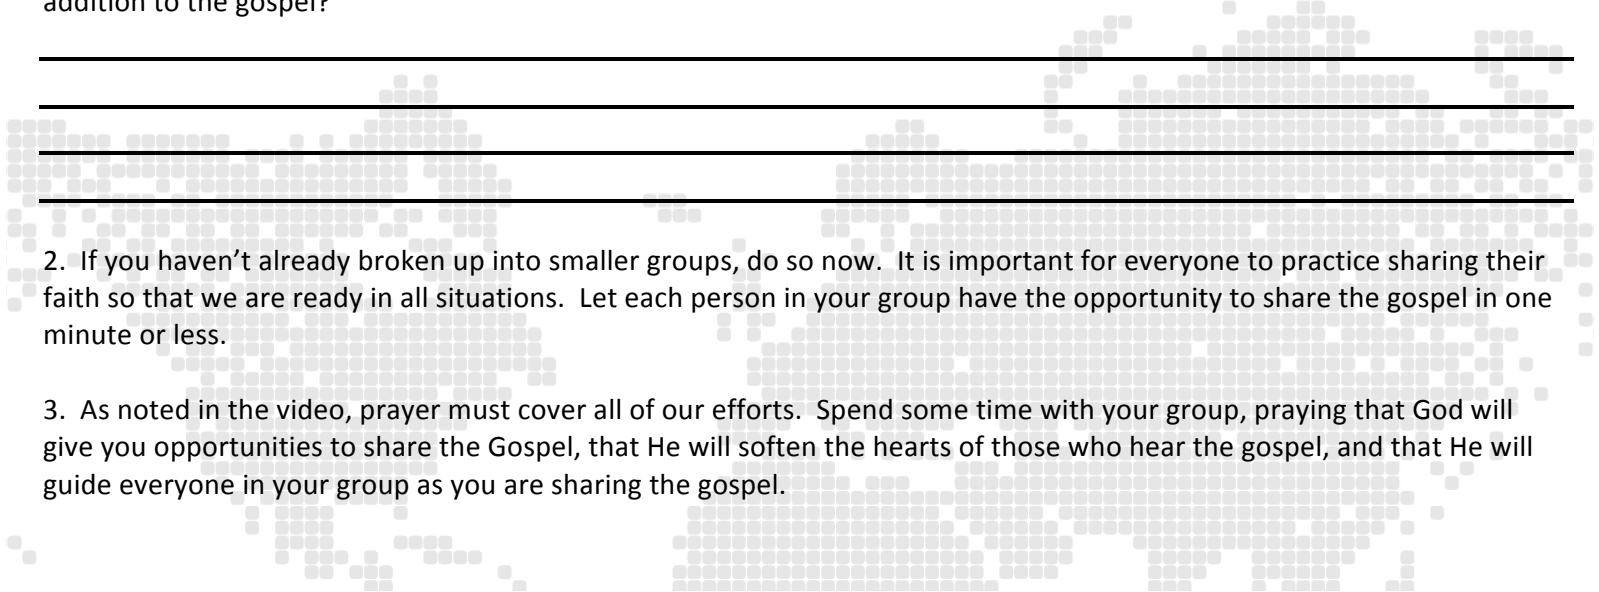 addition to the gospel?
2.  If you haven’t already broken up into smaller groups, do so now.  It is important for everyone to practice sharing their
faith so that we are ready in all situations.  Let each person in your group have the opportunity to share the gospel in one
minute or less.
3.  As noted in the video, prayer must cover all of our efforts.  Spend some time with your group, praying that God will
give you opportunities to share the Gospel, that He will soften the hearts of those who hear the gospel, and that He will
guide everyone in your group as you are sharing the gospel.